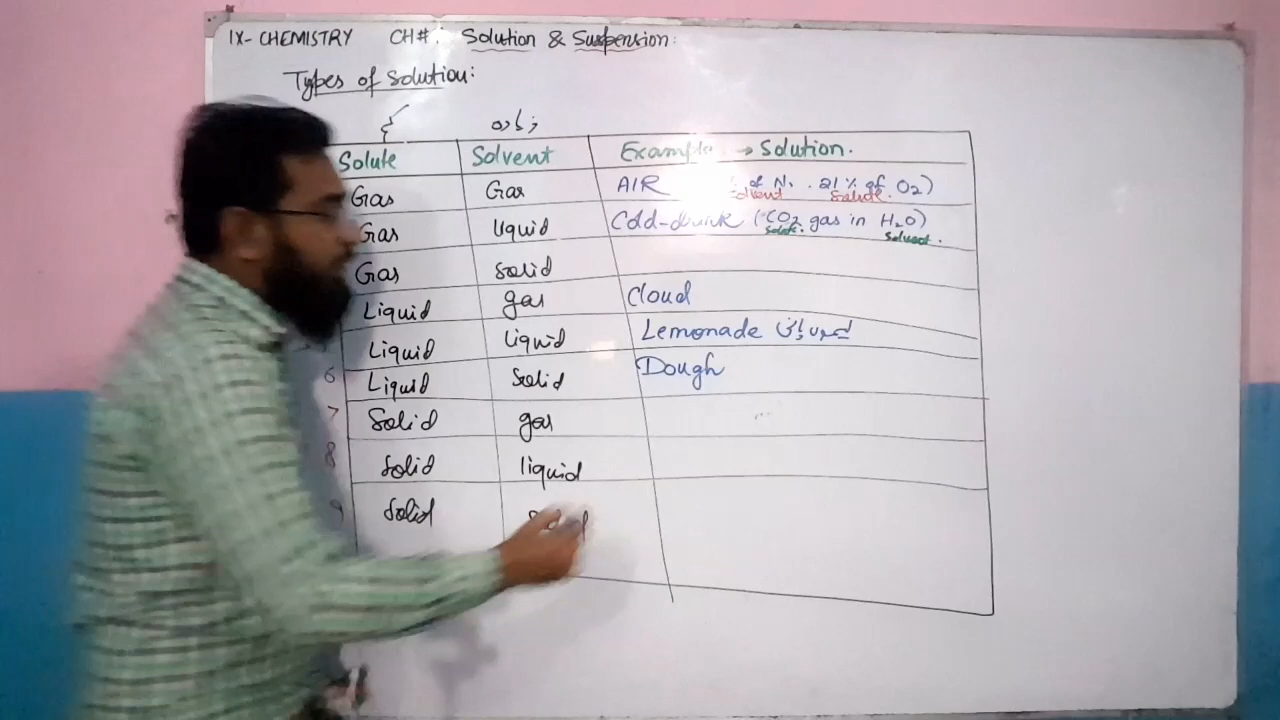 IX- CHEMISTRY CH#: Solution & Suspension:
Types of Solution:
زیادہ
Solute Solvent Example → Solution.
Gas Gas AIR of N₂ . 21% of O₂)
Solvent Solute.
Gas liquid Cold-drink (CO₂ gas in H₂O)
Solute. Solvent.
Gas Solid
Liquid gas Cloud
Liquid Liquid Lemonade
6 Liquid Solid Dough
7 Solid gas
8 Solid liquid
9 Solid